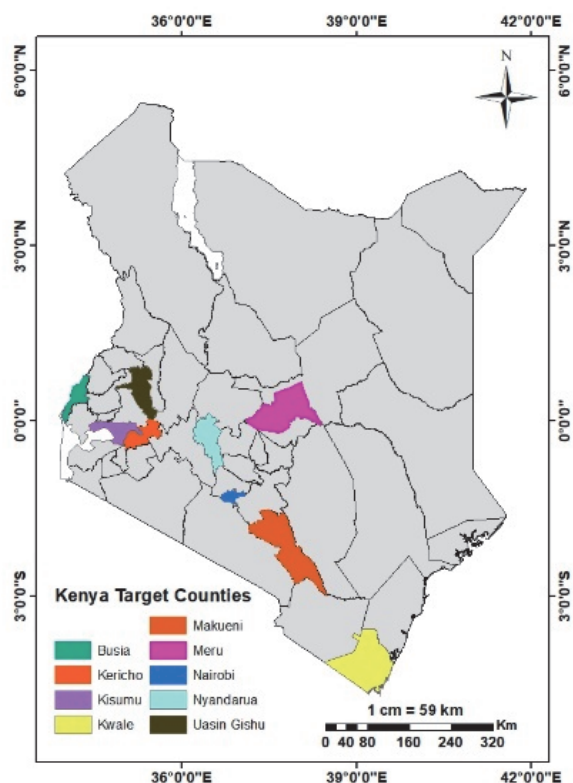 36°0'0"E 39°0'0"E 42°0'0"E
N
6°0'0"N 6°0'0"N
3°0'0"N 3°0'0"N
0°0'0" 0°0'0"
3°0'0"S 3°0'0"S
Kenya Target Counties
Makueni
Busia Meru
Kericho Nairobi
Kisumu Nyandarua
Kwale Uasin Gishu
1 cm = 59 km
Km
0 40 80 160 240 320
36°0'0"E 39°0'0"E 42°0'0"E